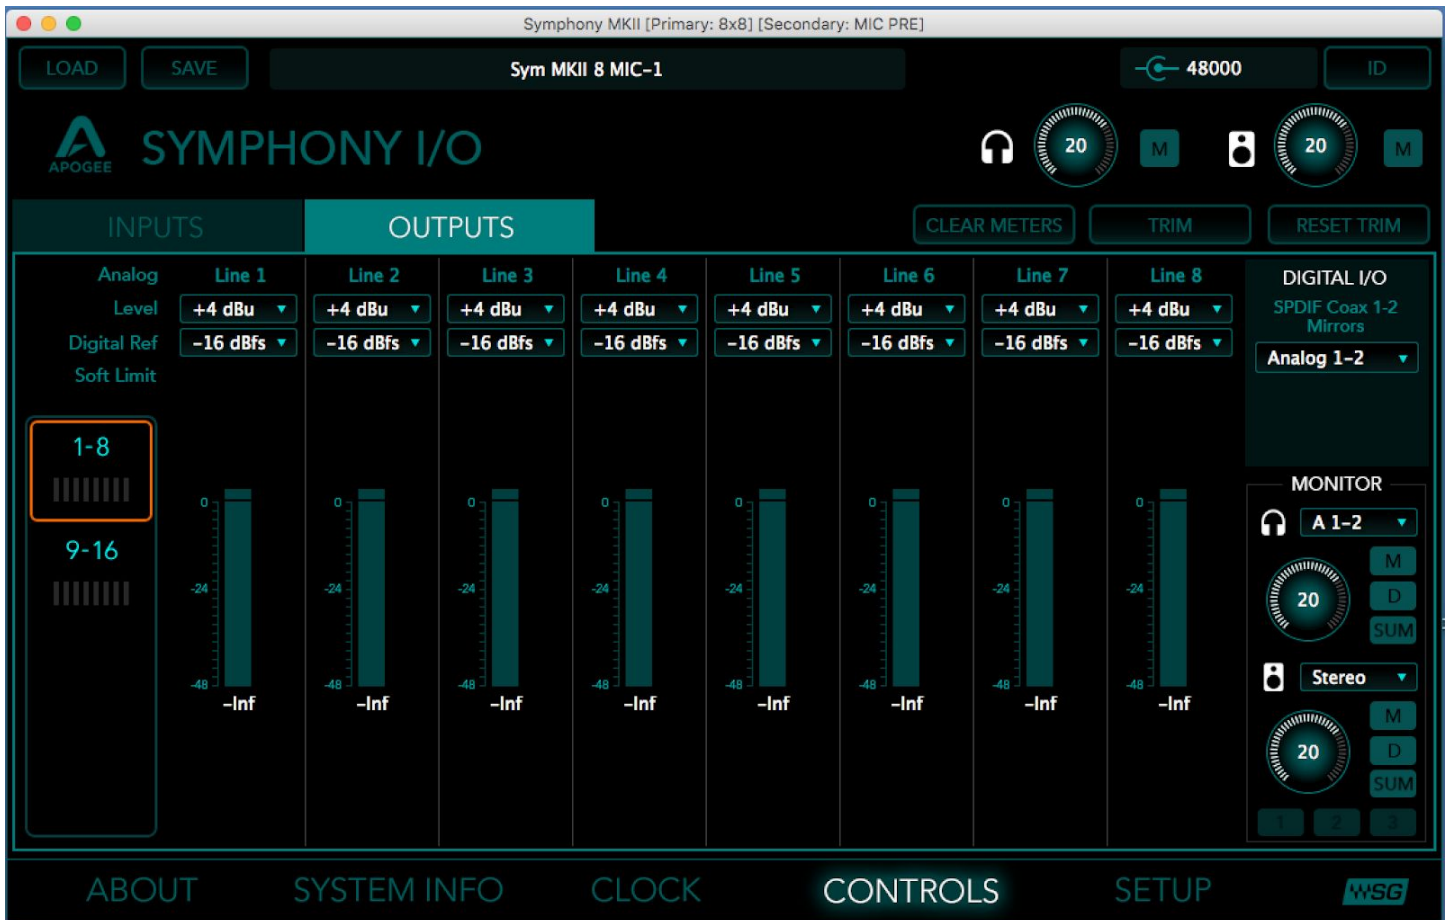 Symphony MKII [Primary: 8x8] [Secondary: MIC PRE]
LOAD SAVE Sym MKII 8 MIC-1 48000 ID
APOGEE SYMPHONY I/O 20 M 20 M
INPUTS OUTPUTS CLEAR METERS TRIM RESET TRIM
Analog Line 1 Line 2 Line 3 Line 4 Line 5 Line 6 Line 7 Line 8
Level +4 dBu +4 dBu +4 dBu +4 dBu +4 dBu +4 dBu +4 dBu +4 dBu
Digital Ref -16 dBfs -16 dBfs -16 dBfs -16 dBfs -16 dBfs -16 dBfs -16 dBfs -16 dBfs
Soft Limit
DIGITAL I/O
SPDIF Coax 1-2
Mirrors
Analog 1-2
1-8
9-16
0 0 0 0 0 0 0 0
-24 -24 -24 -24 -24 -24 -24 -24
-48 -48 -48 -48 -48 -48 -48 -48
-Inf -Inf -Inf -Inf -Inf -Inf -Inf -Inf
MONITOR
A 1-2
M
20 D
SUM
Stereo
M
20 D
SUM
1 2 3
ABOUT SYSTEM INFO CLOCK CONTROLS SETUP WSG